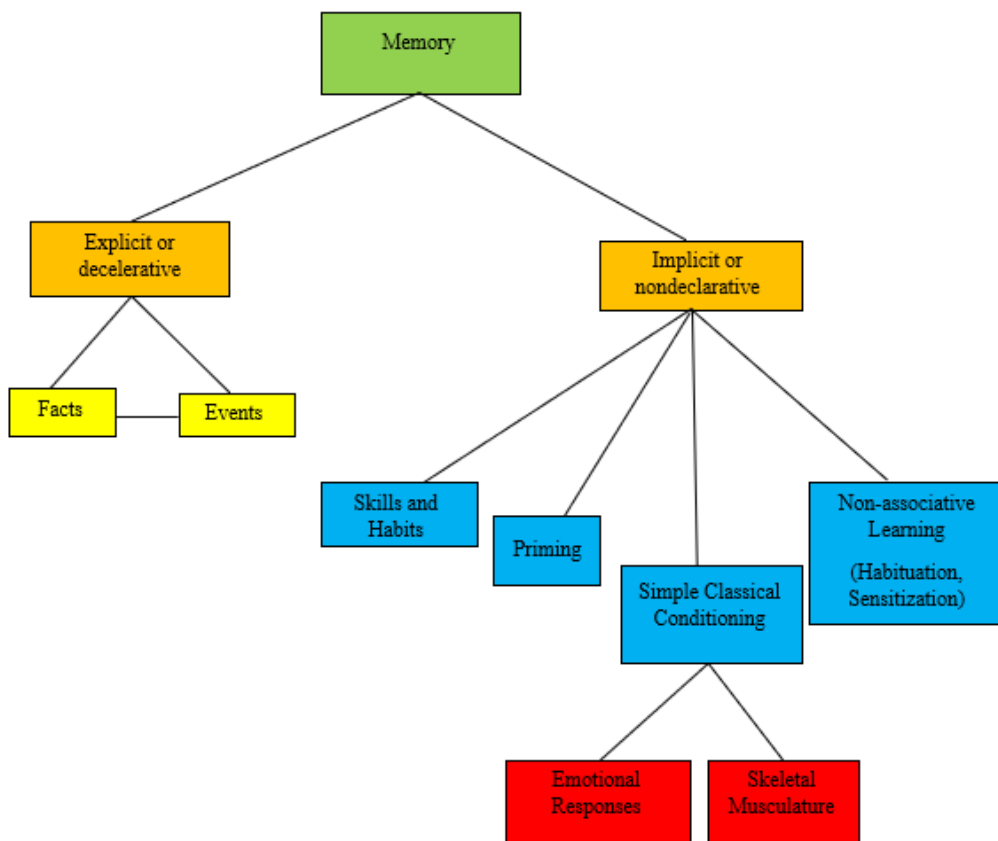 Memory
Explicit or
decelerative
Implicit or
nondeclarative
Facts
Events
Skills and
Habits
Priming
Simple Classical
Conditioning
Non-associative
Learning
(Habituation,
Sensitization)
Emotional
Responses
Skeletal
Musculature